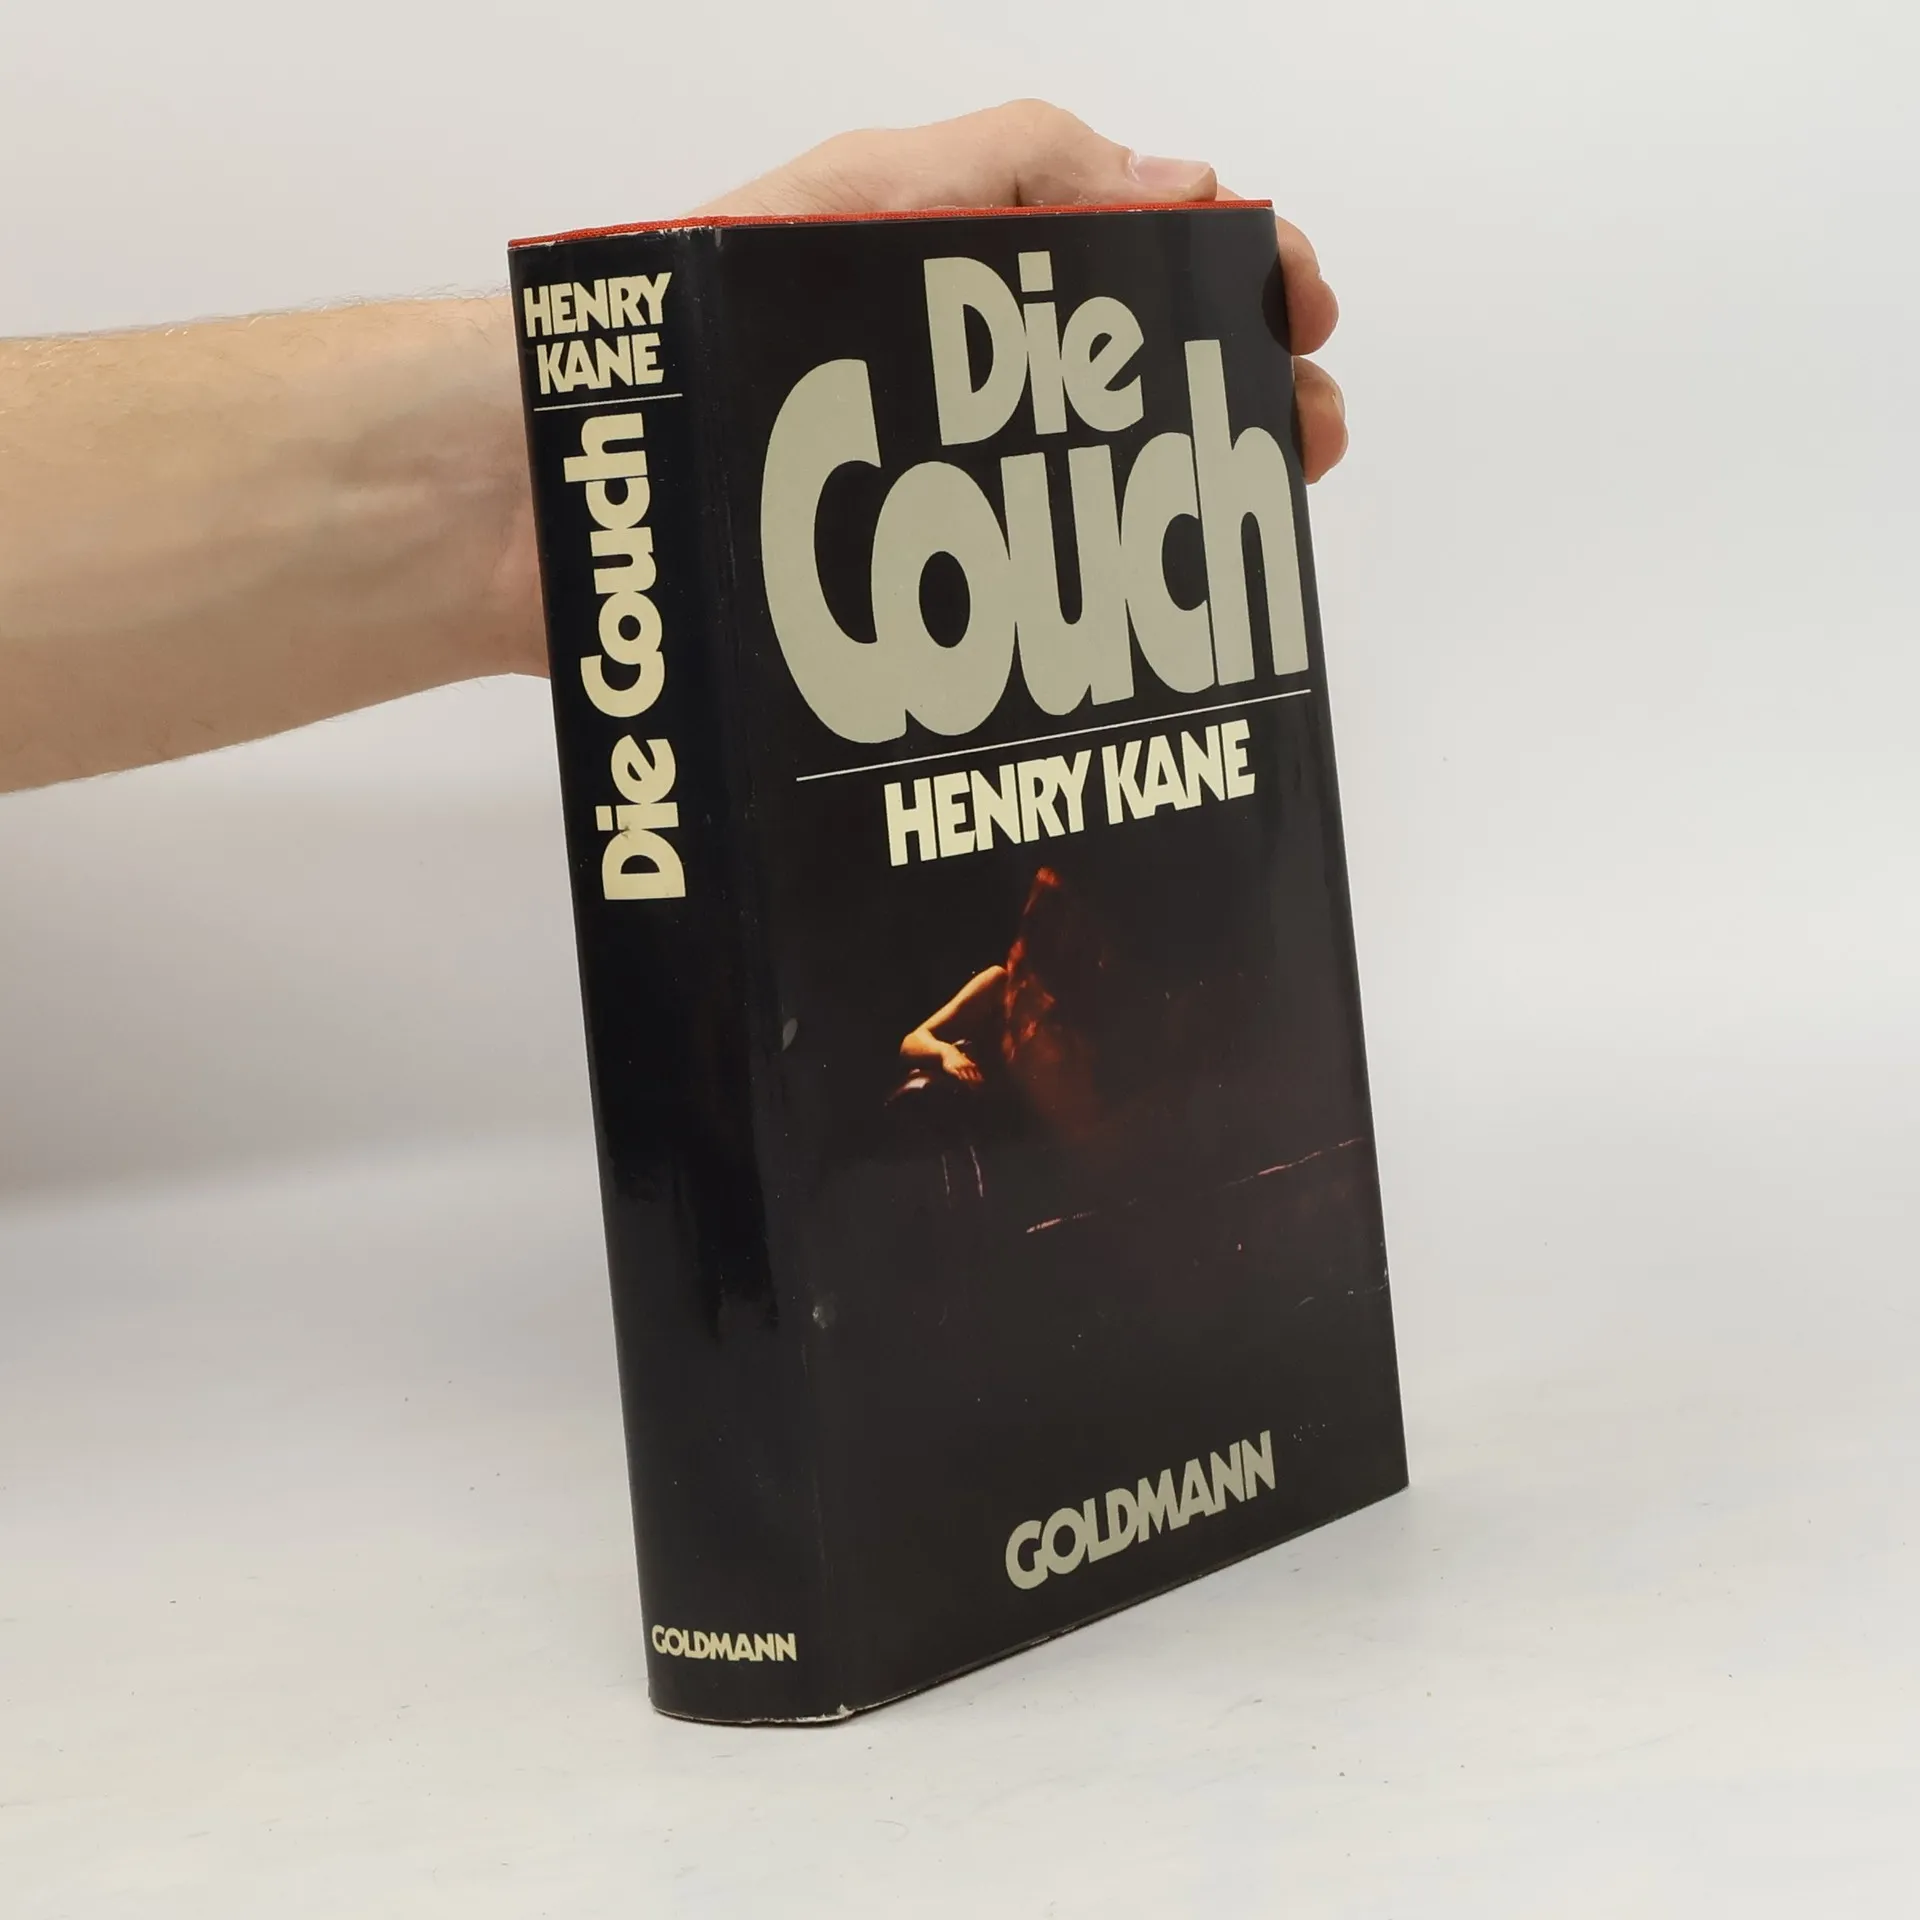 HENRY
KANE
Die Couch
GOLDMANN
Die
Couch
HENRY KANE
GOLDMANN